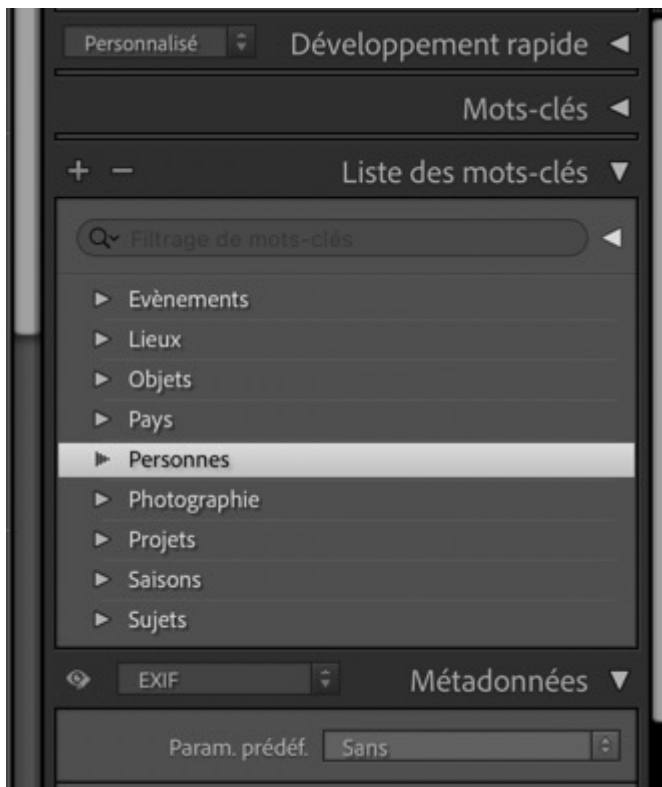 Personnalisé Développement rapide
Mots-clés
+ − Liste des mots-clés
Filtrage de mots-clés
Evènements
Lieux
Objets
Pays
Personnes
Photographie
Projets
Saisons
Sujets
EXIF Métadonnées
Param. prédéf. Sans